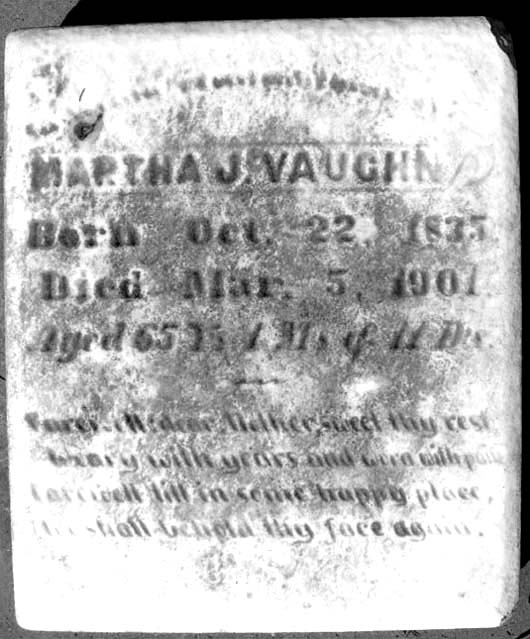 MARTHA J. VAUGHN
Born Oct. 22, 1835
Died Mar. 5, 1901.
Aged 65 Ys. 4 Ms. & 11 Ds.
Farewell dear Mother sweet thy rest
Weary with years and worn with pain
Farewell till in some happy place,
We shall behold thy face again.